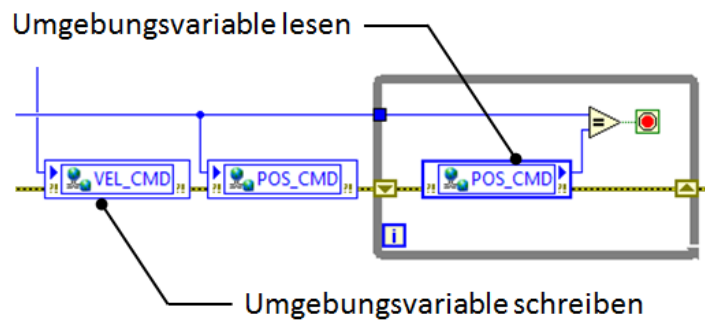 Umgebungsvariable lesen
VEL_CMD POS_CMD POS_CMD
i
Umgebungsvariable schreiben